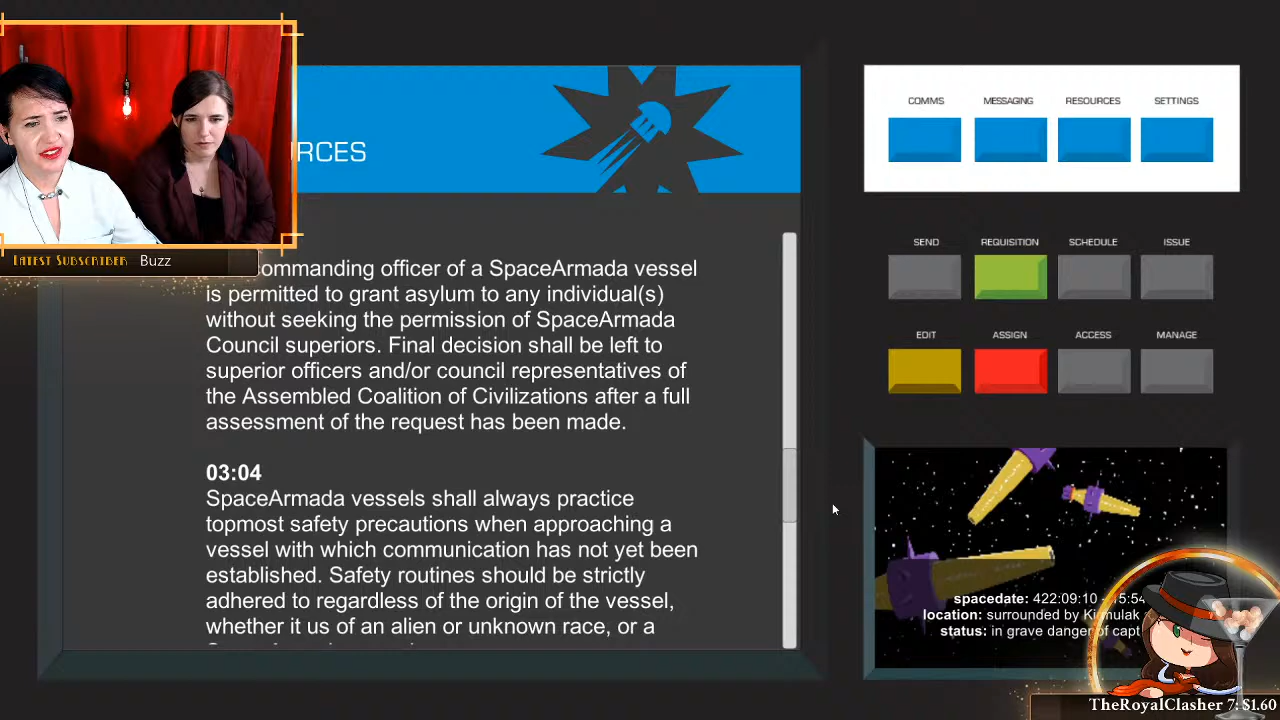 RCES
COMMS MESSAGING RESOURCES SETTINGS
SEND REQUISITION SCHEDULE ISSUE
EDIT ASSIGN ACCESS MANAGE
LATEST SUBSCRIBER Buzz
ommanding officer of a SpaceArmada vessel
is permitted to grant asylum to any individual(s)
without seeking the permission of SpaceArmada
Council superiors. Final decision shall be left to
superior officers and/or council representatives of
the Assembled Coalition of Civilizations after a full
assessment of the request has been made.
03:04
SpaceArmada vessels shall always practice
topmost safety precautions when approaching a
vessel with which communication has not yet been
established. Safety routines should be strictly
adhered to regardless of the origin of the vessel,
whether it us of an alien or unknown race, or a
spacedate: 422:09:10 - 15:54
location: surrounded by
status: in grave danger of capt
TheRoyalClasher 7: $1.60